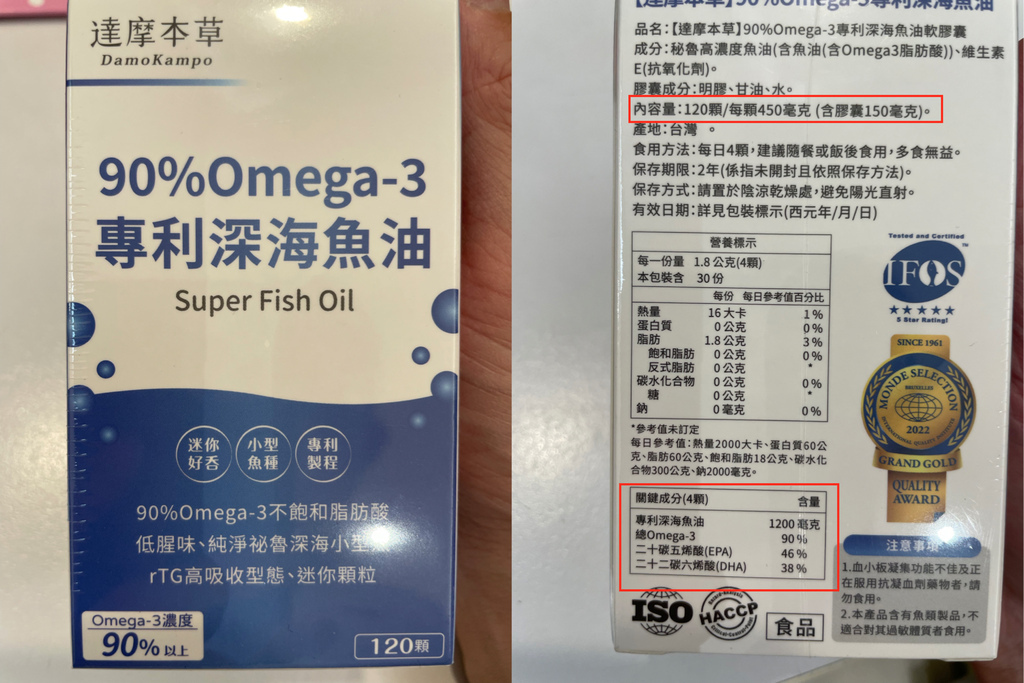 達摩本草
DamoKampo
90%Omega-3
專利深海魚油
Super Fish Oil
迷你
好吞
小型
魚種
專利
製程
90%Omega-3不飽和脂肪酸
低腥味、純淨祕魯深海小型
rTG高吸收型態、迷你顆粒
Omega-3濃度
90%以上
120顆
【達摩本草】90%Omega-3專利深海魚油
品名:【達摩本草】90%Omega-3專利深海魚油軟膠囊
成分:秘魯高濃度魚油(含魚油(含Omega3脂肪酸))、維生素
E(抗氧化劑)。
膠囊成分:明膠、甘油、水。
內容量:120顆/每顆450毫克 (含膠囊150毫克)。
產地:台灣 。
食用方法:每日4顆,建議隨餐或飯後食用,多食無益。
保存期限:2年(係指未開封且依照保存方法)。
保存方式:請置於陰涼乾燥處,避免陽光直射。
有效日期:詳見包裝標示(西元年/月/日)
營養標示
每一份量 1.8 公克(4顆)
本包裝含 30 份
每份 每日參考值百分比
熱量 16 大卡 1 %
蛋白質 0 公克 0 %
脂肪 1.8 公克 3 %
飽和脂肪 0 公克 0 %
反式脂肪 0 公克 *
碳水化合物 0 公克 0 %
糖 0 公克 *
鈉 0 毫克 0 %
*參考值未訂定
每日參考值:熱量2000大卡、蛋白質60公
克、脂肪60公克、飽和脂肪18公克、碳水化
合物300公克、鈉2000毫克。
關鍵成分(4顆) 含量
專利深海魚油 1200 毫克
總Omega-3 90 %
二十碳五烯酸(EPA) 46 %
二十二碳六烯酸(DHA) 38 %
ISO
HACCP
食品
Tested and Certified
IFOS
™
5 Star Rating!
SINCE 1961
MONDE SELECTION
BRUSSELES
2022
INTERNATIONAL QUALITY INSTITUTE
GRAND GOLD
QUALITY
AWARD
注意事項
1.血小板凝集功能不佳及正
在服用抗凝血劑藥物者,請
勿食用。
2.本產品含有魚類製品,不
適合對其過敏體質者食用。